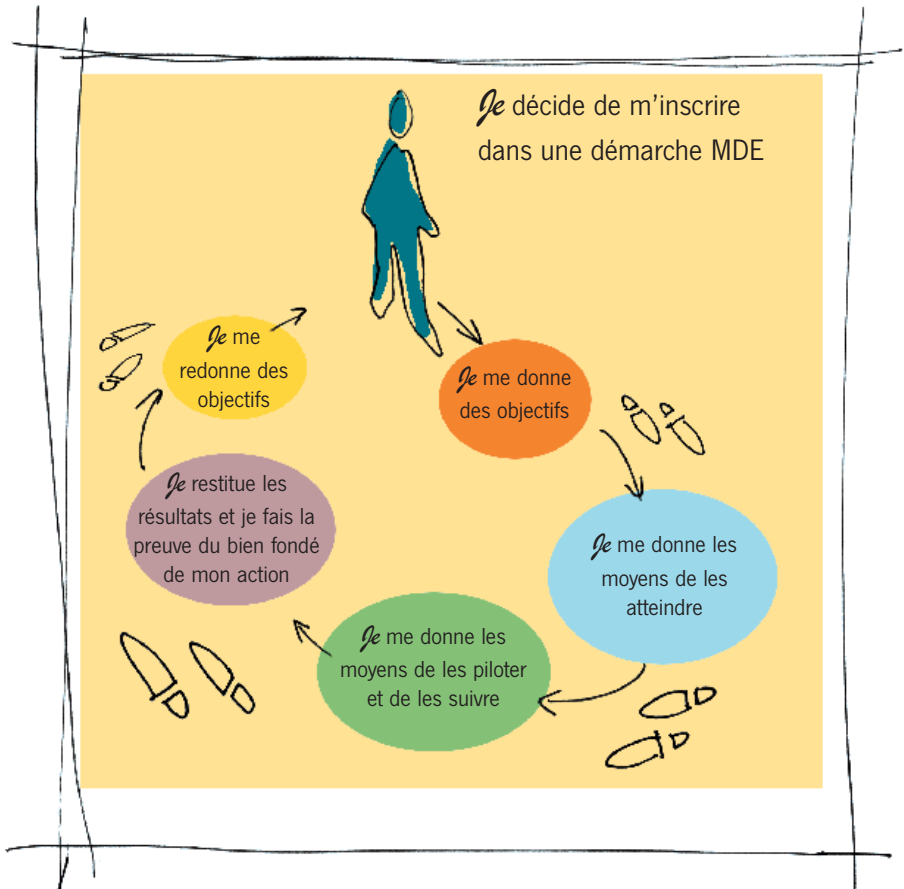 Je décide de m’inscrire
dans une démarche MDE
Je me donne
des objectifs
Je me donne les
moyens de les
atteindre
Je me donne les
moyens de les piloter
et de les suivre
Je restitue les
résultats et je fais la
preuve du bien fondé
de mon action
Je me
redonne des
objectifs